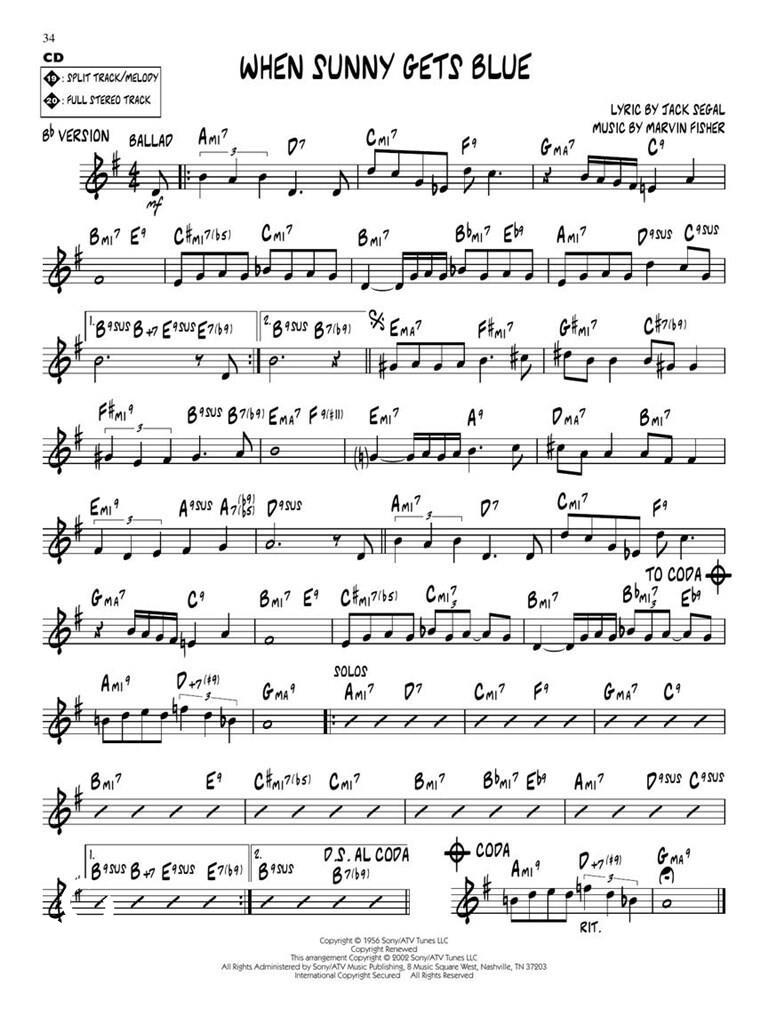 34
CD
19 : SPLIT TRACK/MELODY
20 : FULL STEREO TRACK
WHEN SUNNY GETS BLUE
LYRIC BY JACK SEGAL
MUSIC BY MARVIN FISHER
B♭ VERSION
BALLAD AMI7 D7 CMI7 F9 GMA7 C9
3
mf
BMI7 E9 C#MI7(♭5) CMI7 BMI7 B♭MI7 E♭9 AMI7 D9SUS C9SUS
1. B9SUS B+7 E9SUS E7(♭9) 2. B9SUS B7(♭9) EMA7 F#MI7 G#MI7 C#7(♭9)
F#MI9 B9SUS B7(♭9) EMA7 F9(#11) EMI7 A9 DMA7 BMI7
3
EMI9 A9SUS A7(♭9♭5) D9SUS AMI7 D7 CMI7 F9
3 3
TO CODA
GMA7 C9 BMI7 E9 C#MI7(♭5) CMI7 BMI7 B♭MI7 E♭9
3 3
SOLOS
AMI9 D+7(#9) GMA9 AMI7 D7 CMI7 F9 GMA7 C9
3
BMI7 E9 C#MI7(♭5) CMI7 BMI7 B♭MI7 E♭9 AMI7 D9SUS C9SUS
1. B9SUS B+7 E9SUS E7(♭9) 2. B9SUS B7(♭9)
D.S. AL CODA
CODA
AMI9 D+7(#9) GMA9
3
RIT.
Copyright © 1956 Sony/ATV Tunes LLC
Copyright Renewed
This arrangement Copyright © 2002 Sony/ATV Tunes LLC
All Rights Administered by Sony/ATV Music Publishing, 8 Music Square West, Nashville, TN 37203
International Copyright Secured All Rights Reserved